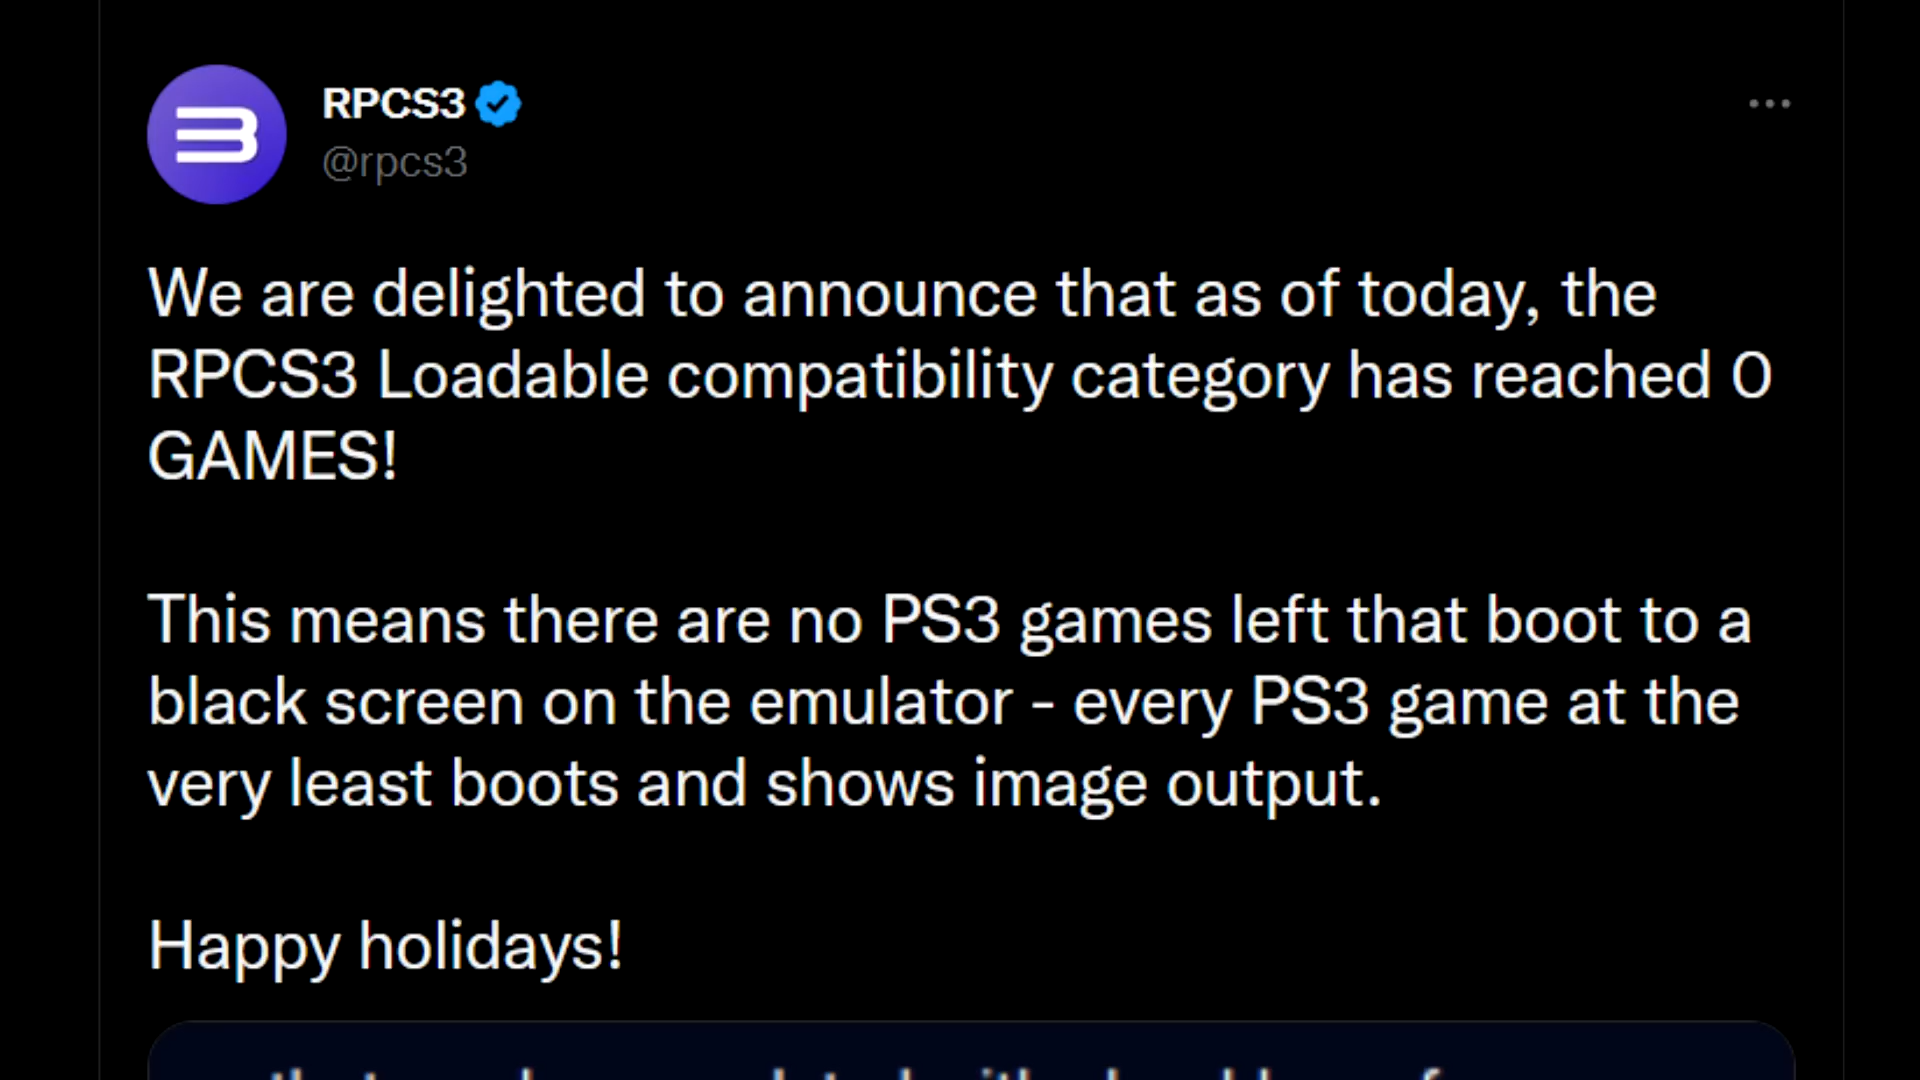 RPCS3
@rpcs3
We are delighted to announce that as of today, the
RPCS3 Loadable compatibility category has reached 0
GAMES!
This means there are no PS3 games left that boot to a
black screen on the emulator - every PS3 game at the
very least boots and shows image output.
Happy holidays!